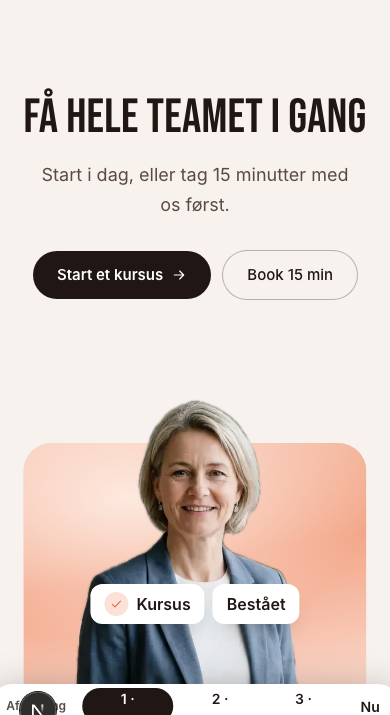 FÅ HELE TEAMET I GANG
Start i dag, eller tag 15 minutter med
os først.
Start et kursus →
Book 15 min
Kursus
Bestået
1 ·
2 ·
3 ·
Nu